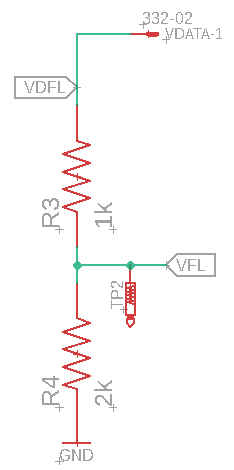 332-02
VDATA-1
VDFL
R3
1k
VFL
TP2
R4
2k
GND